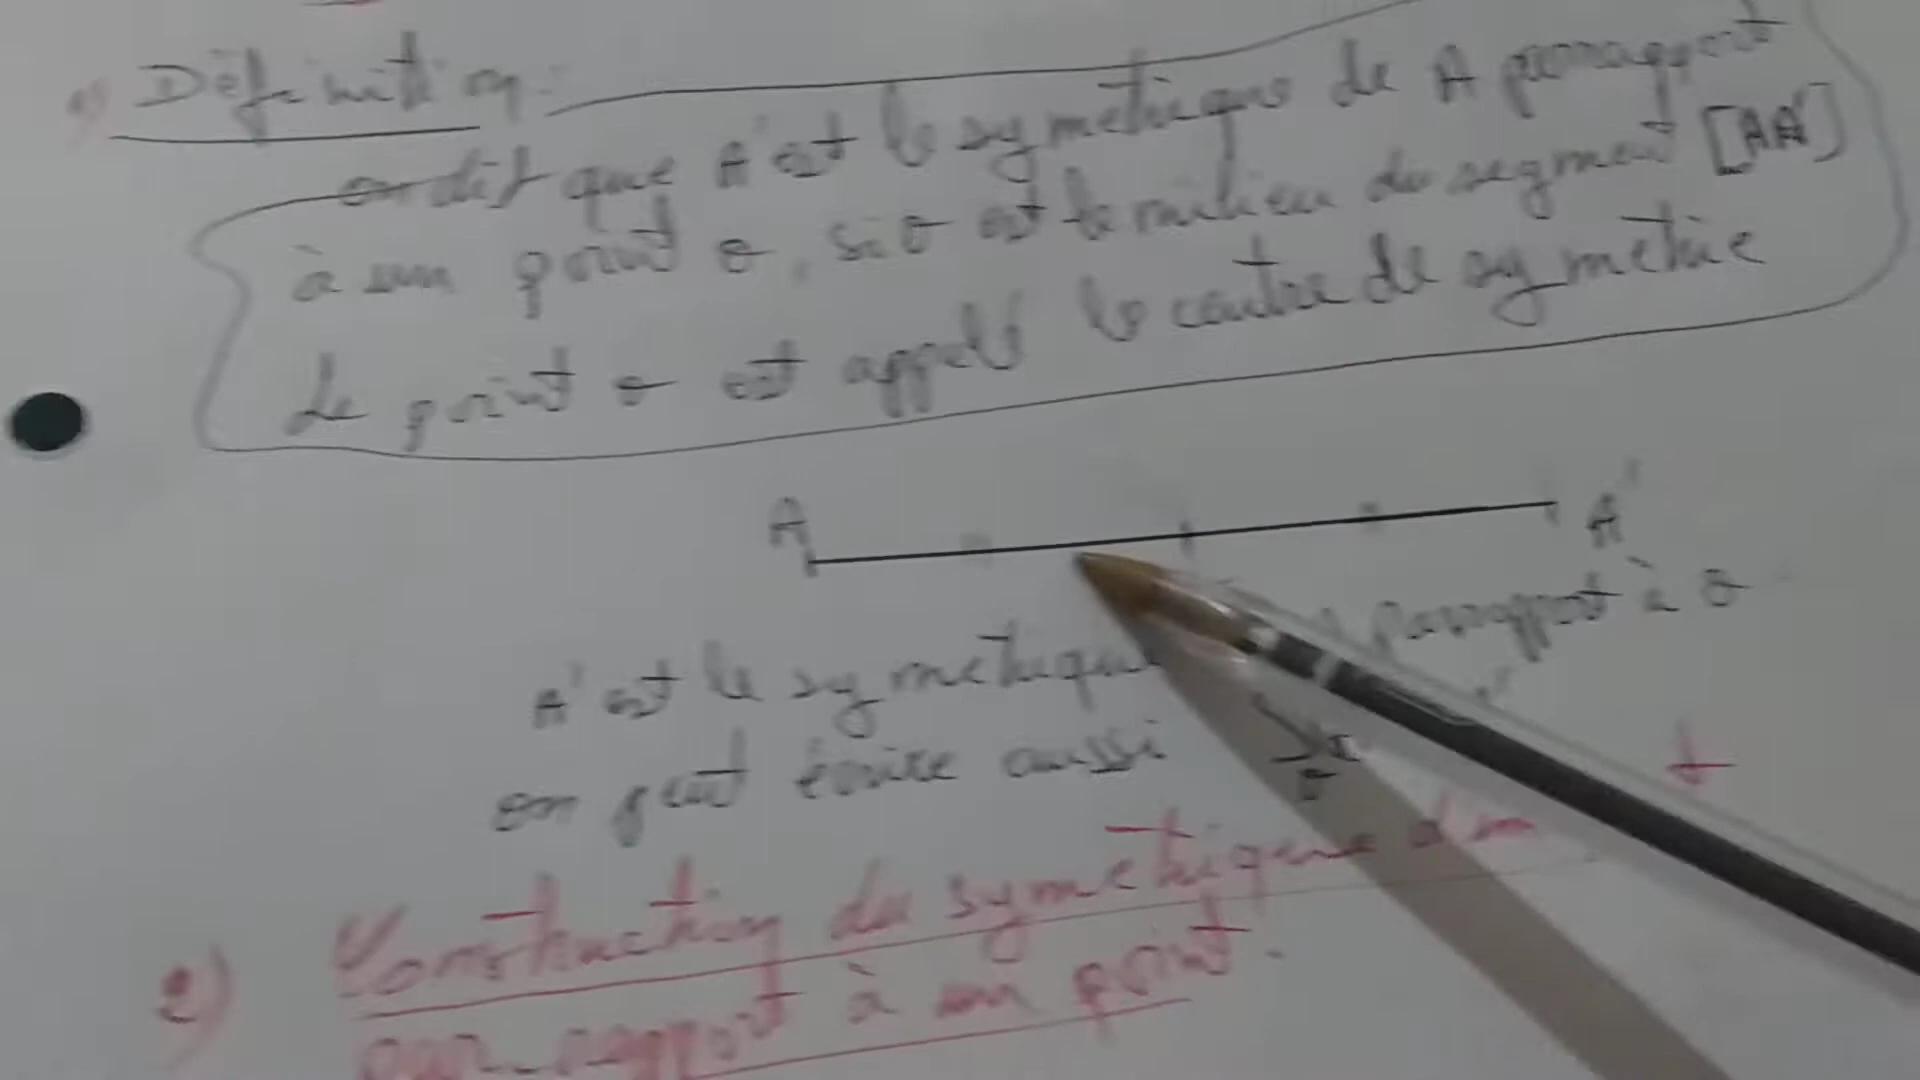 1) Définition:
on dit que A' est le symétrique de A par rapport
à un point o, si o est le milieu du segment [AA']
Le point o est appelé le centre de symétrie
A A'
A' est le symétrique par rapport à o
on peut écrire aussi
2) Construction du symétrique d'un
par rapport à un point.